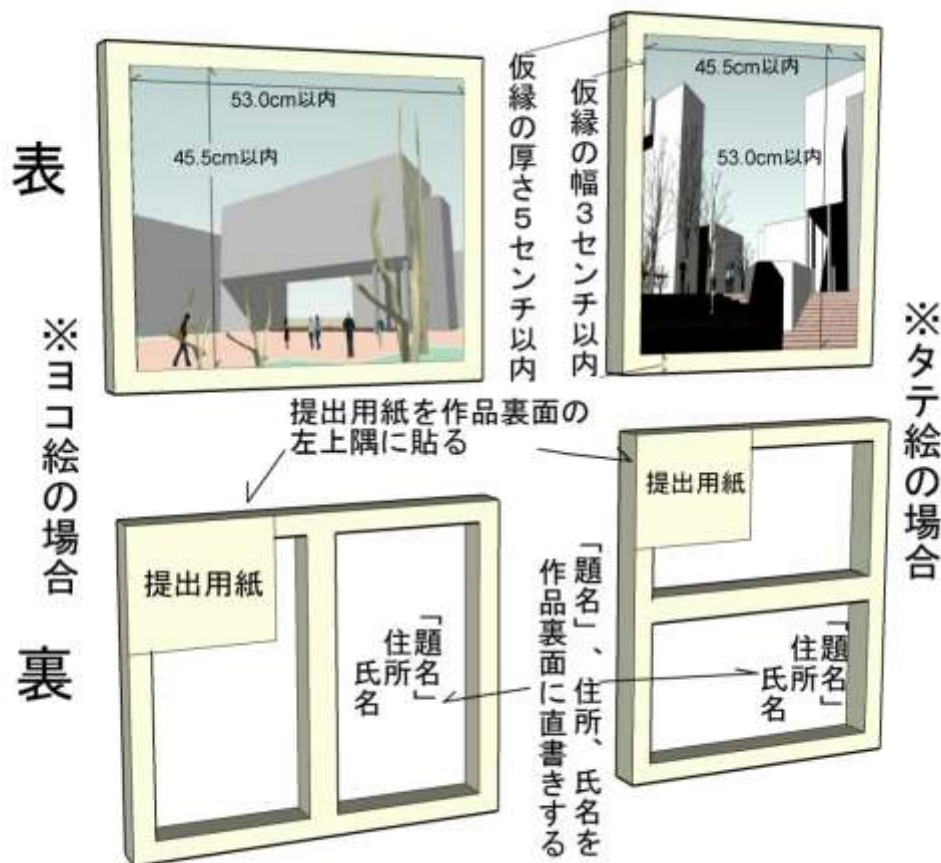 表
53.0cm以内
45.5cm以内
仮縁の厚さ5センチ以内
仮縁の幅3センチ以内
45.5cm以内
53.0cm以内
※ヨコ絵の場合
※タテ絵の場合
提出用紙を作品裏面の
左上隅に貼る
裏
提出用紙
「題名」
住所
氏名
「題名」、住所、氏名を
作品裏面に直書きする
提出用紙
「題名」
住所
氏名